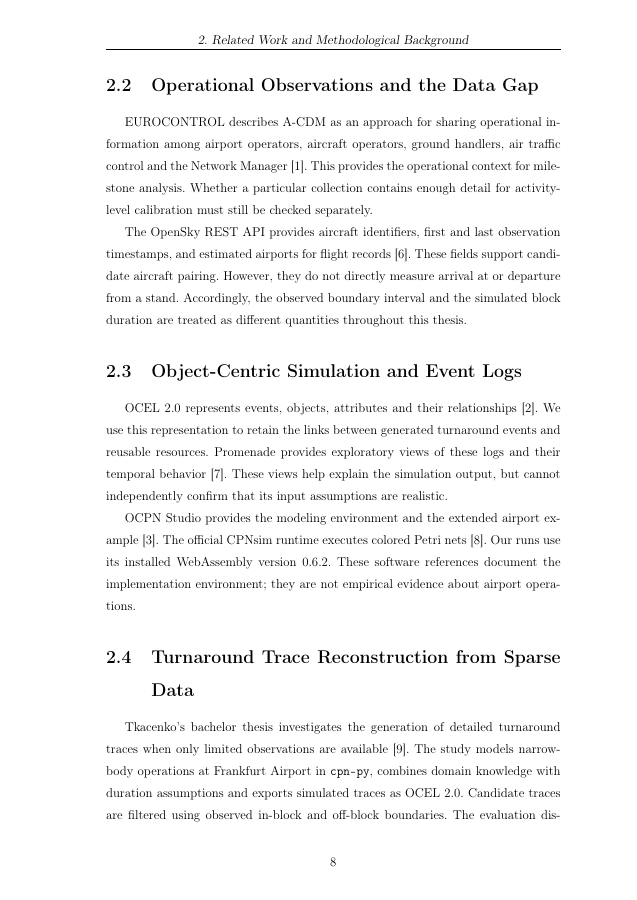 2. Related Work and Methodological Background
2.2 Operational Observations and the Data Gap
EUROCONTROL describes A-CDM as an approach for sharing operational in-
formation among airport operators, aircraft operators, ground handlers, air traffic
control and the Network Manager [1]. This provides the operational context for mile-
stone analysis. Whether a particular collection contains enough detail for activity-
level calibration must still be checked separately.
The OpenSky REST API provides aircraft identifiers, first and last observation
timestamps, and estimated airports for flight records [6]. These fields support candi-
date aircraft pairing. However, they do not directly measure arrival at or departure
from a stand. Accordingly, the observed boundary interval and the simulated block
duration are treated as different quantities throughout this thesis.
2.3 Object-Centric Simulation and Event Logs
OCEL 2.0 represents events, objects, attributes and their relationships [2]. We
use this representation to retain the links between generated turnaround events and
reusable resources. Promenade provides exploratory views of these logs and their
temporal behavior [7]. These views help explain the simulation output, but cannot
independently confirm that its input assumptions are realistic.
OCPN Studio provides the modeling environment and the extended airport ex-
ample [3]. The official CPNsim runtime executes colored Petri nets [8]. Our runs use
its installed WebAssembly version 0.6.2. These software references document the
implementation environment; they are not empirical evidence about airport opera-
tions.
2.4 Turnaround Trace Reconstruction from Sparse
Data
Tkacenko's bachelor thesis investigates the generation of detailed turnaround
traces when only limited observations are available [9]. The study models narrow-
body operations at Frankfurt Airport in cpn-py, combines domain knowledge with
duration assumptions and exports simulated traces as OCEL 2.0. Candidate traces
are filtered using observed in-block and off-block boundaries. The evaluation dis-
8